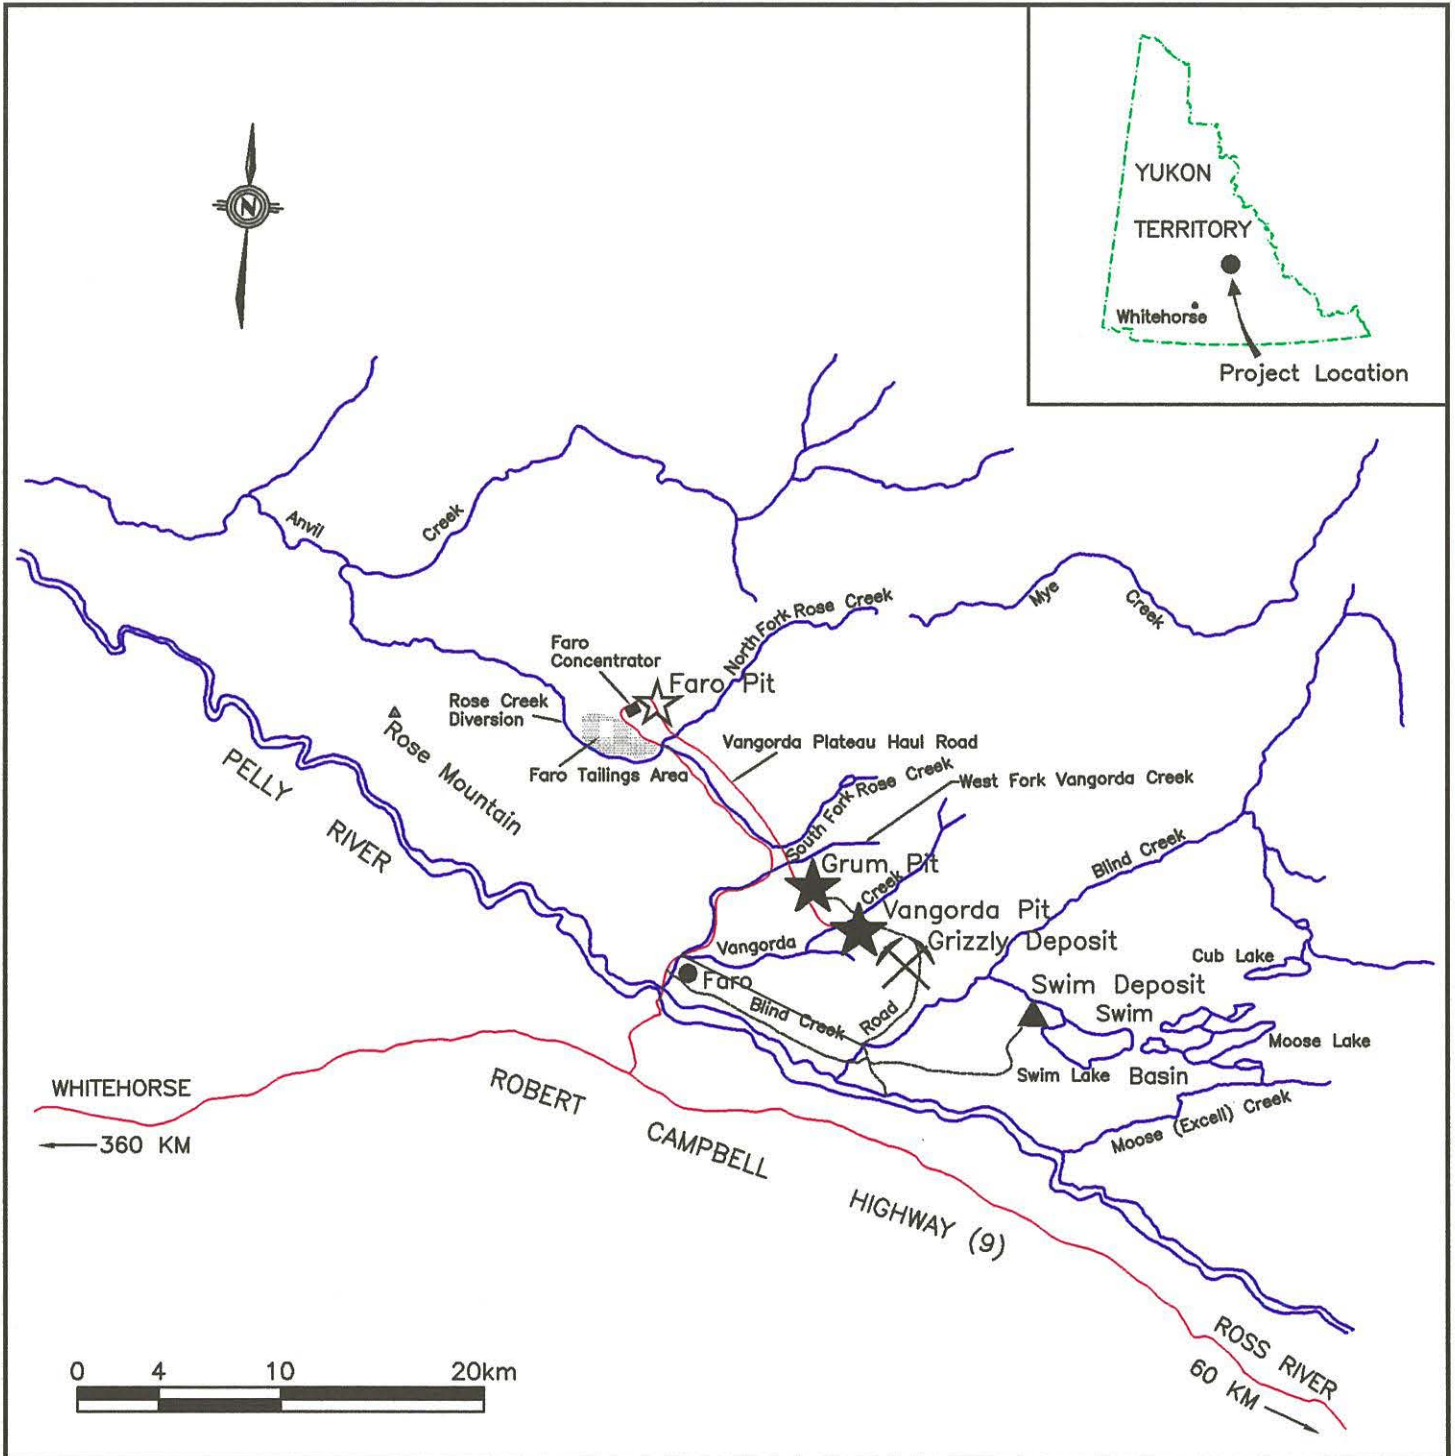 YUKON
TERRITORY
Whitehorse
Project Location
N
Anvil
Creek
Mye
Creek
North Fork Rose Creek
Faro
Concentrator
Faro Pit
Rose Creek
Diversion
Rose Mountain
Vangorda Plateau Haul Road
Faro Tailings Area
PELLY
RIVER
South Fork Rose Creek
West Fork Vangorda Creek
Blind Creek
Grum Pit
Creek
Vangorda Pit
Vangorda
Grizzly Deposit
Cub Lake
Faro
Swim Deposit
Blind Creek
Road
Swim
Moose Lake
Swim Lake
Basin
WHITEHORSE
360 KM
ROBERT
CAMPBELL
HIGHWAY (9)
Moose (Excell) Creek
ROSS RIVER
60 KM
0 4 10 20km